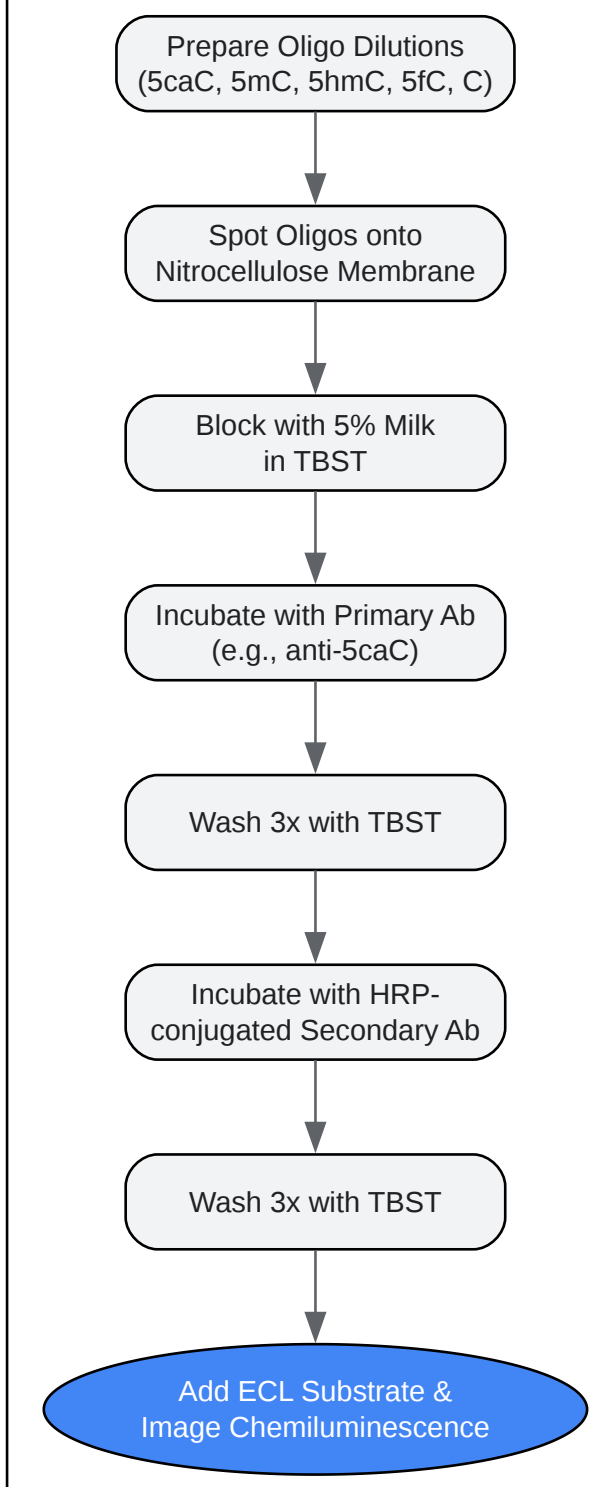 Prepare Oligo Dilutions
(5caC, 5mC, 5hmC, 5fC, C)
Spot Oligos onto
Nitrocellulose Membrane
Block with 5% Milk
in TBST
Incubate with Primary Ab
(e.g., anti-5caC)
Wash 3x with TBST
Incubate with HRP-
conjugated Secondary Ab
Wash 3x with TBST
Add ECL Substrate &
Image Chemiluminescence